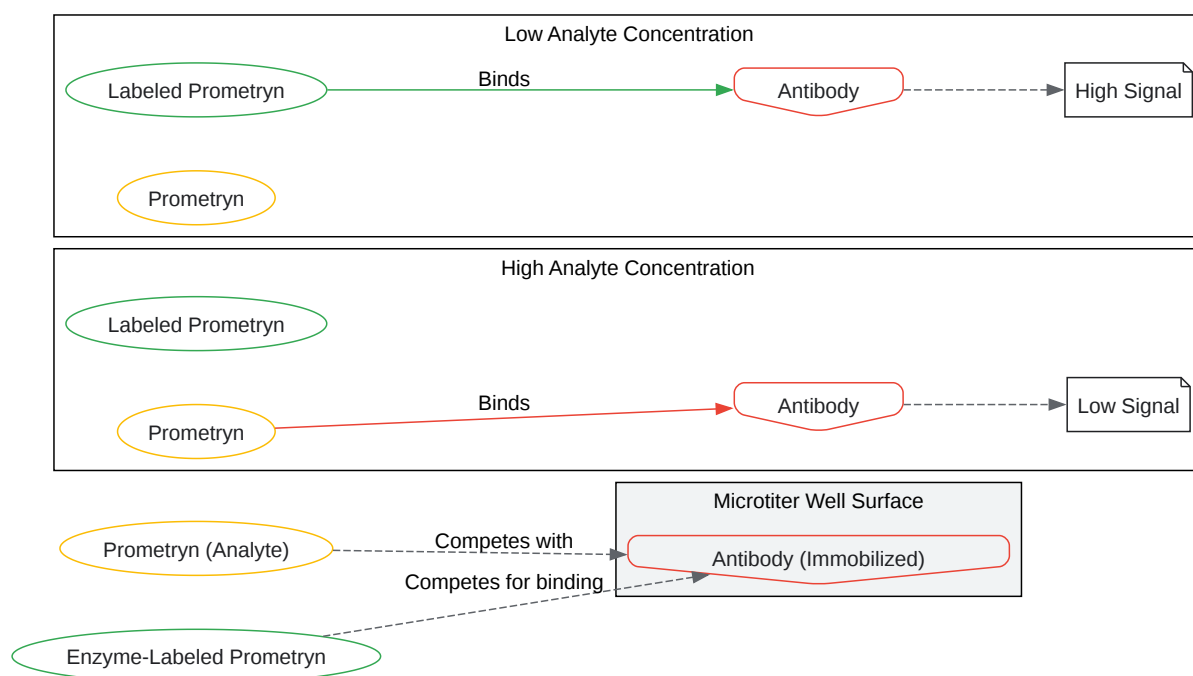 Low Analyte Concentration
Labeled Prometryn
Binds
Antibody
High Signal
Prometryn
High Analyte Concentration
Labeled Prometryn
Prometryn
Binds
Antibody
Low Signal
Microtiter Well Surface
Prometryn (Analyte)
Competes with
Antibody (Immobilized)
Competes for binding
Enzyme-Labeled Prometryn